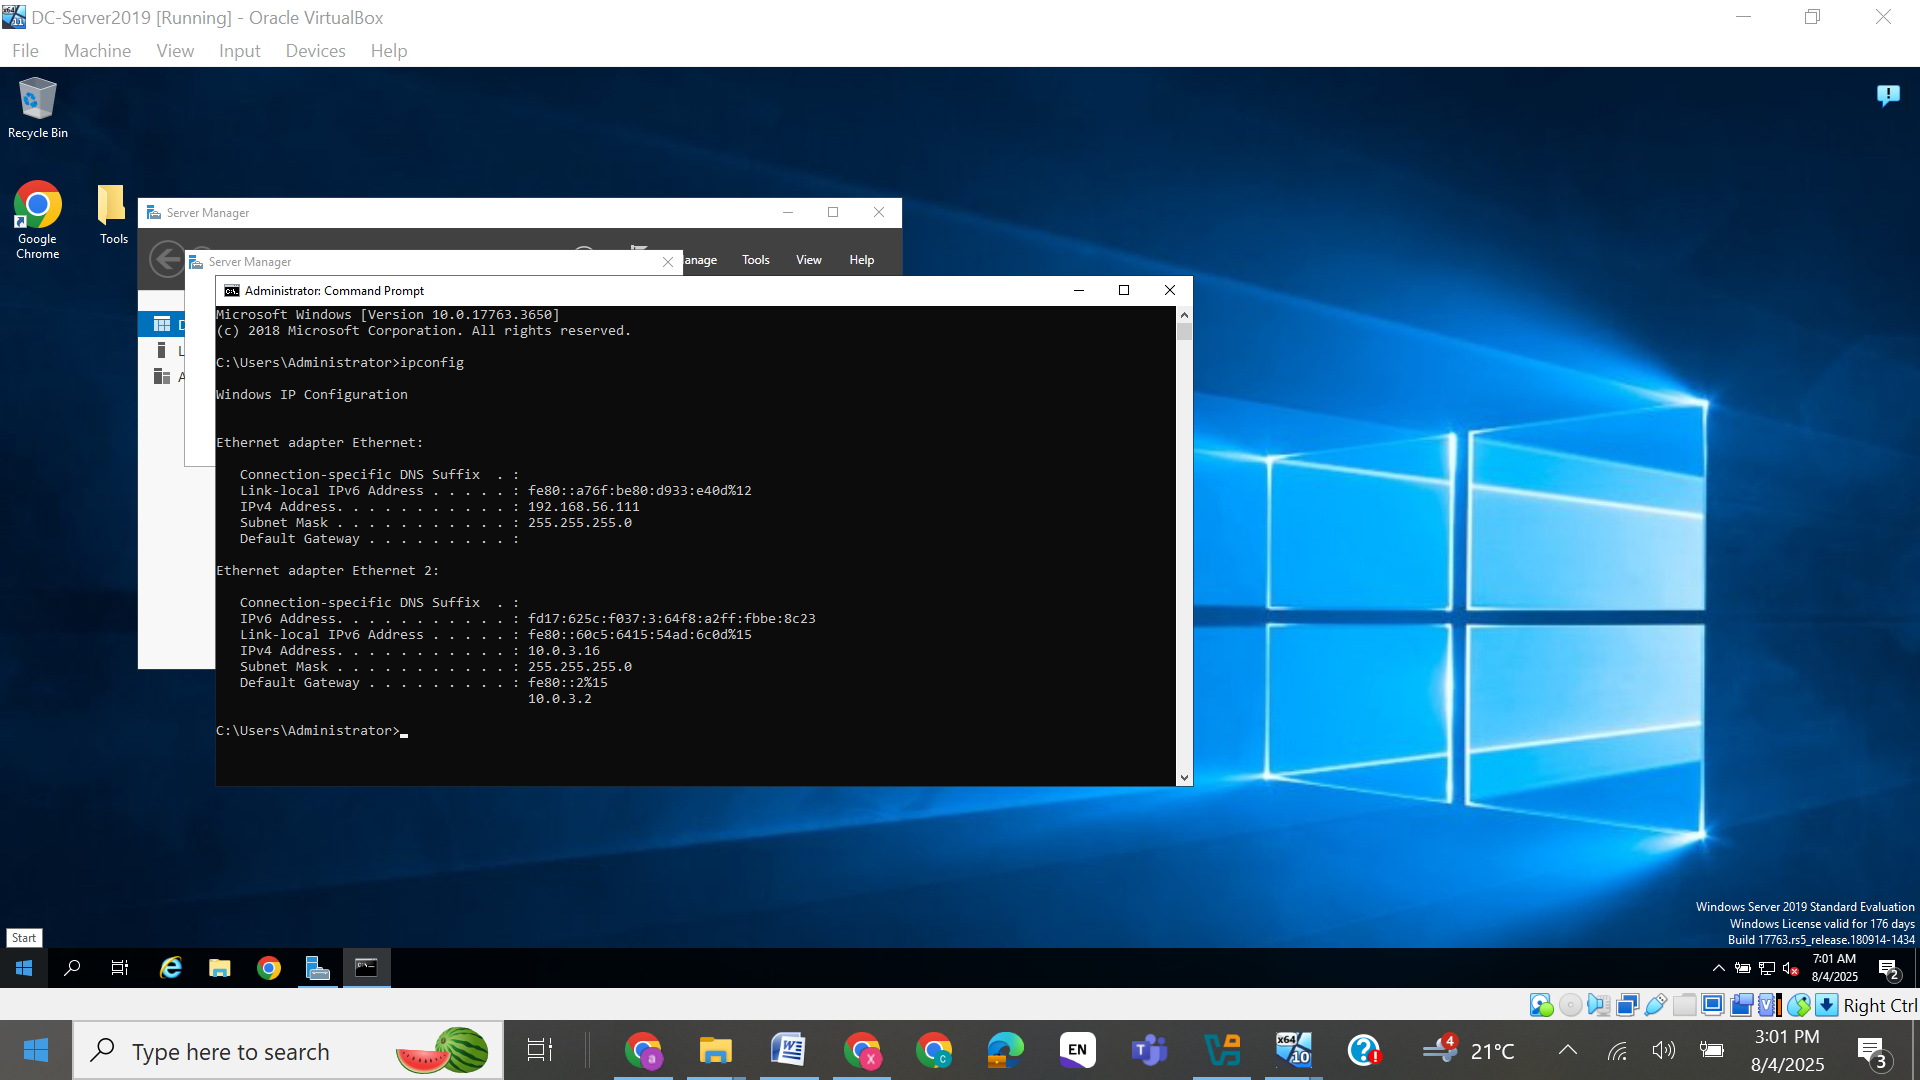 DC-Server2019 [Running] - Oracle VirtualBox
File Machine View Input Devices Help
Recycle Bin
Google Chrome
Tools
Server Manager
Tools View Help
Server Manager
Administrator: Command Prompt
Microsoft Windows [Version 10.0.17763.3650]
(c) 2018 Microsoft Corporation. All rights reserved.
C:\Users\Administrator>ipconfig
Windows IP Configuration
Ethernet adapter Ethernet:
Connection-specific DNS Suffix . :
Link-local IPv6 Address . . . . . : fe80::a76f:be80:d933:e40d%12
IPv4 Address. . . . . . . . . . . : 192.168.56.111
Subnet Mask . . . . . . . . . . . : 255.255.255.0
Default Gateway . . . . . . . . . :
Ethernet adapter Ethernet 2:
Connection-specific DNS Suffix . :
IPv6 Address. . . . . . . . . . . : fd17:625c:f037:3:64f8:a2ff:fbbe:8c23
Link-local IPv6 Address . . . . . : fe80::60c5:6415:54ad:6c0d%15
IPv4 Address. . . . . . . . . . . : 10.0.3.16
Subnet Mask . . . . . . . . . . . : 255.255.255.0
Default Gateway . . . . . . . . . : fe80::2%15
10.0.3.2
C:\Users\Administrator>
Windows Server 2019 Standard Evaluation
Windows License valid for 176 days
Build 17763.rs5_release.180914-1434
Start
7:01 AM
8/4/2025
2
Right Ctrl
Type here to search
EN
x64
10
4
21°C
3:01 PM
8/4/2025
3